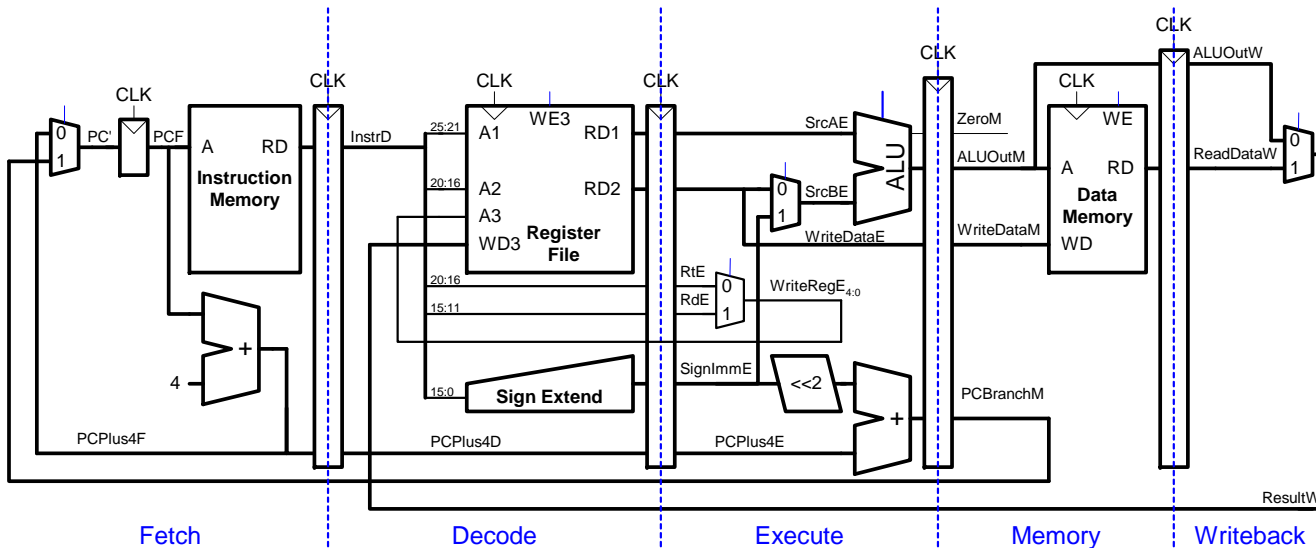 CLK
CLK
CLK
CLK
CLK
CLK
CLK
ALUOutW
0
1
PC'
PCF
A RD
Instruction
Memory
InstrD
25:21
A1
WE3
RD1
20:16
A2
RD2
A3
WD3
Register
File
SrcAE
0
1
SrcBE
ALU
ZeroM
ALUOutM
WriteDataE
WriteDataM
WE
A RD
Data
Memory
WD
ReadDataW
0
1
20:16
RtE
0
15:11
RdE
1
WriteRegE4:0
+
4
15:0
Sign Extend
SignImmE
<<2
+
PCBranchM
PCPlus4F
PCPlus4D
PCPlus4E
ResultW
Fetch
Decode
Execute
Memory
Writeback